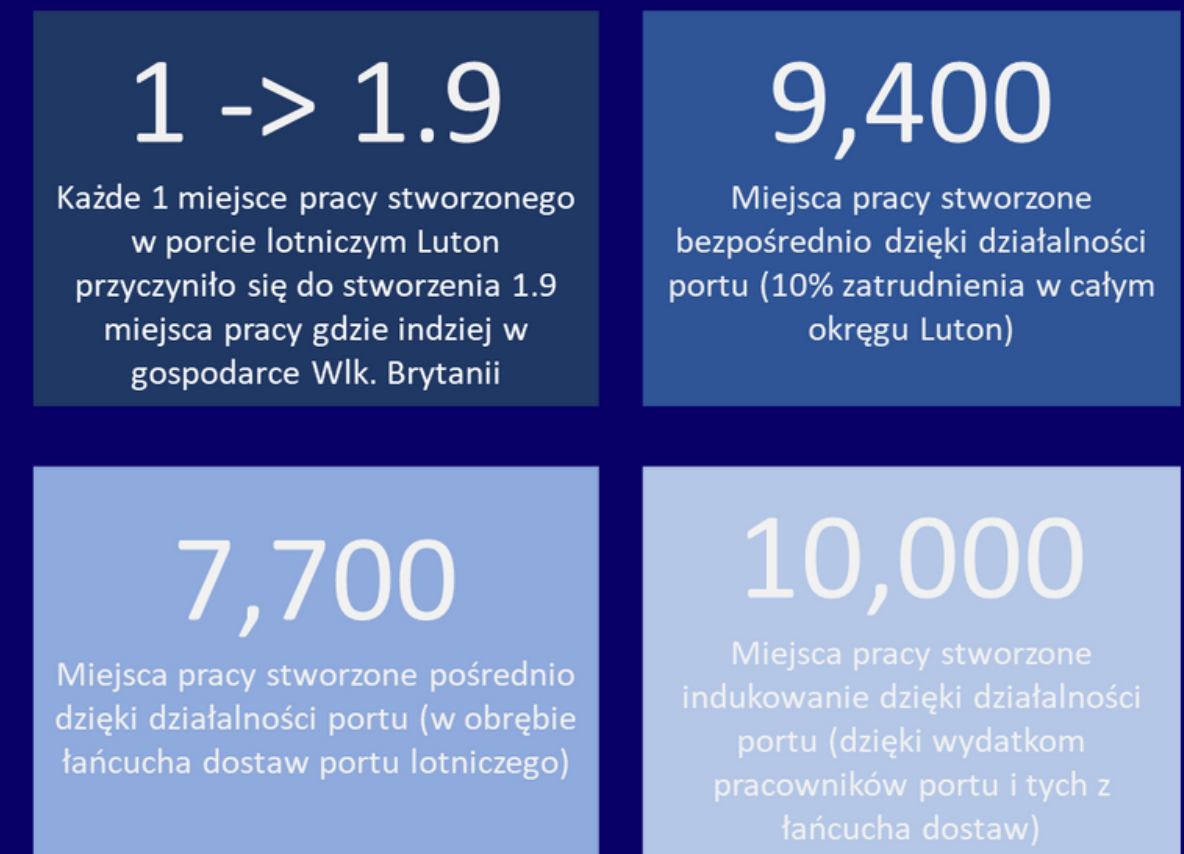 1 -> 1.9
Każde 1 miejsce pracy stworzonego
w porcie lotniczym Luton
przyczyniło się do stworzenia 1.9
miejsca pracy gdzie indziej w
gospodarce Wlk. Brytanii
9,400
Miejsca pracy stworzone
bezpośrednio dzięki działalności
portu (10% zatrudnienia w całym
okręgu Luton)
7,700
Miejsca pracy stworzone pośrednio
dzięki działalności portu (w obrębie
łańcucha dostaw portu lotniczego)
10,000
Miejsca pracy stworzone
indukowanie dzięki działalności
portu (dzięki wydatkom
pracowników portu i tych z
łańcucha dostaw)